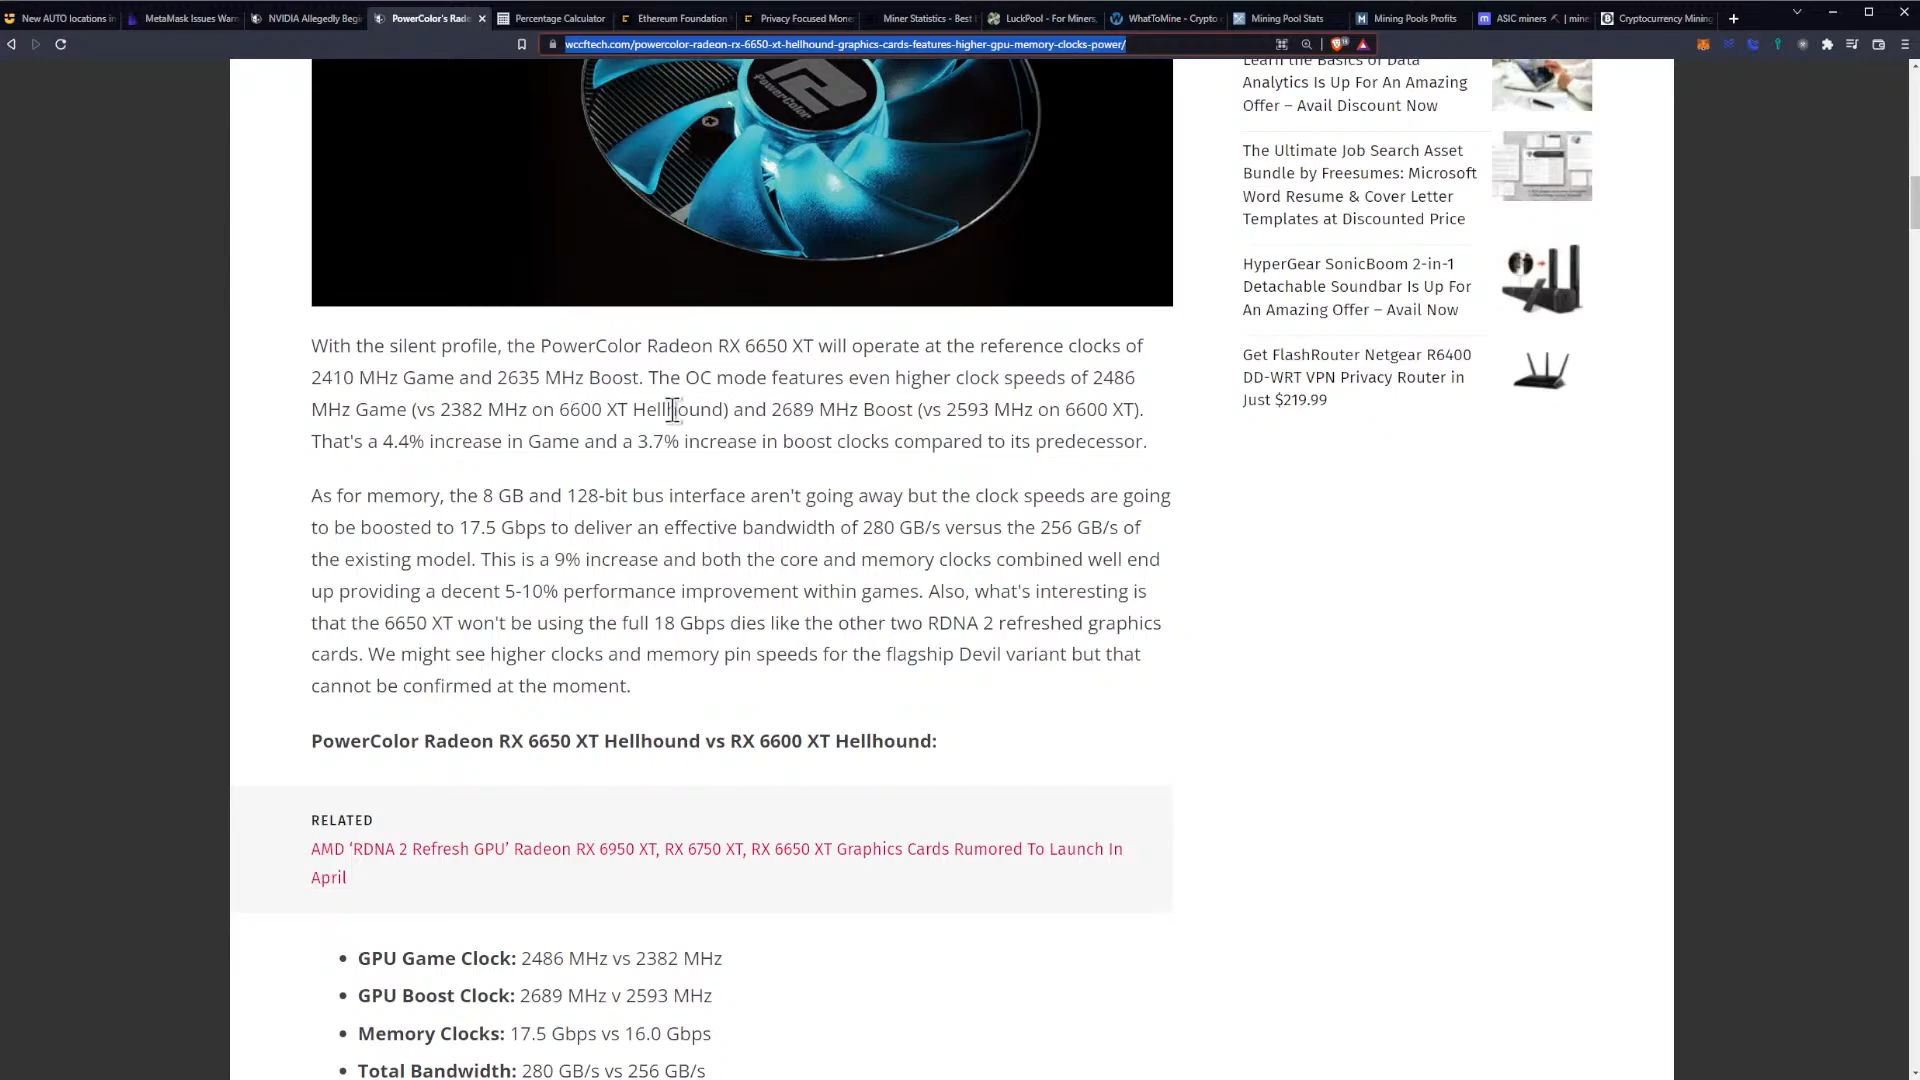 New AUTO locations in
MetaMask Issues Warn
NVIDIA Allegedly Begi
PowerColor's Rade
Percentage Calculator
Ethereum Foundation
Privacy Focused Mone
Miner Statistics - Best
LuckPool - For Miners,
WhatToMine - Crypto
Mining Pool Stats
Mining Pools Profits
ASIC miners
mine
Cryptocurrency Mining
wccftech.com/powercolor-radeon-rx-6650-xt-hellhound-graphics-cards-features-higher-gpu-memory-clocks-power/
PowerColor
With the silent profile, the PowerColor Radeon RX 6650 XT will operate at the reference clocks of
2410 MHz Game and 2635 MHz Boost. The OC mode features even higher clock speeds of 2486
MHz Game (vs 2382 MHz on 6600 XT Hellhound) and 2689 MHz Boost (vs 2593 MHz on 6600 XT).
That's a 4.4% increase in Game and a 3.7% increase in boost clocks compared to its predecessor.
As for memory, the 8 GB and 128-bit bus interface aren't going away but the clock speeds are going
to be boosted to 17.5 Gbps to deliver an effective bandwidth of 280 GB/s versus the 256 GB/s of
the existing model. This is a 9% increase and both the core and memory clocks combined well end
up providing a decent 5-10% performance improvement within games. Also, what's interesting is
that the 6650 XT won't be using the full 18 Gbps dies like the other two RDNA 2 refreshed graphics
cards. We might see higher clocks and memory pin speeds for the flagship Devil variant but that
cannot be confirmed at the moment.
PowerColor Radeon RX 6650 XT Hellhound vs RX 6600 XT Hellhound:
RELATED
AMD ‘RDNA 2 Refresh GPU’ Radeon RX 6950 XT, RX 6750 XT, RX 6650 XT Graphics Cards Rumored To Launch In
April
• GPU Game Clock: 2486 MHz vs 2382 MHz
• GPU Boost Clock: 2689 MHz v 2593 MHz
• Memory Clocks: 17.5 Gbps vs 16.0 Gbps
• Total Bandwidth: 280 GB/s vs 256 GB/s
Learn the Basics of Data
Analytics Is Up For An Amazing
Offer – Avail Discount Now
The Ultimate Job Search Asset
Bundle by Freesumes: Microsoft
Word Resume & Cover Letter
Templates at Discounted Price
HyperGear SonicBoom 2-in-1
Detachable Soundbar Is Up For
An Amazing Offer – Avail Now
Get FlashRouter Netgear R6400
DD-WRT VPN Privacy Router in
Just $219.99